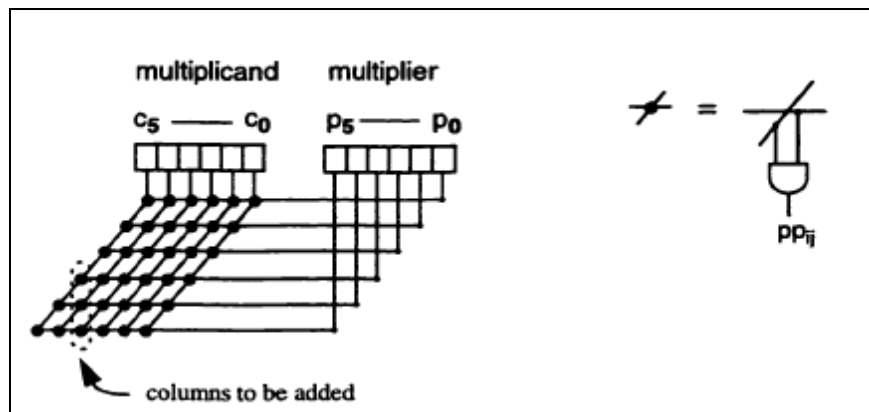 multiplicand multiplier
c5 — c0 p5 — p0
=
ppij
columns to be added